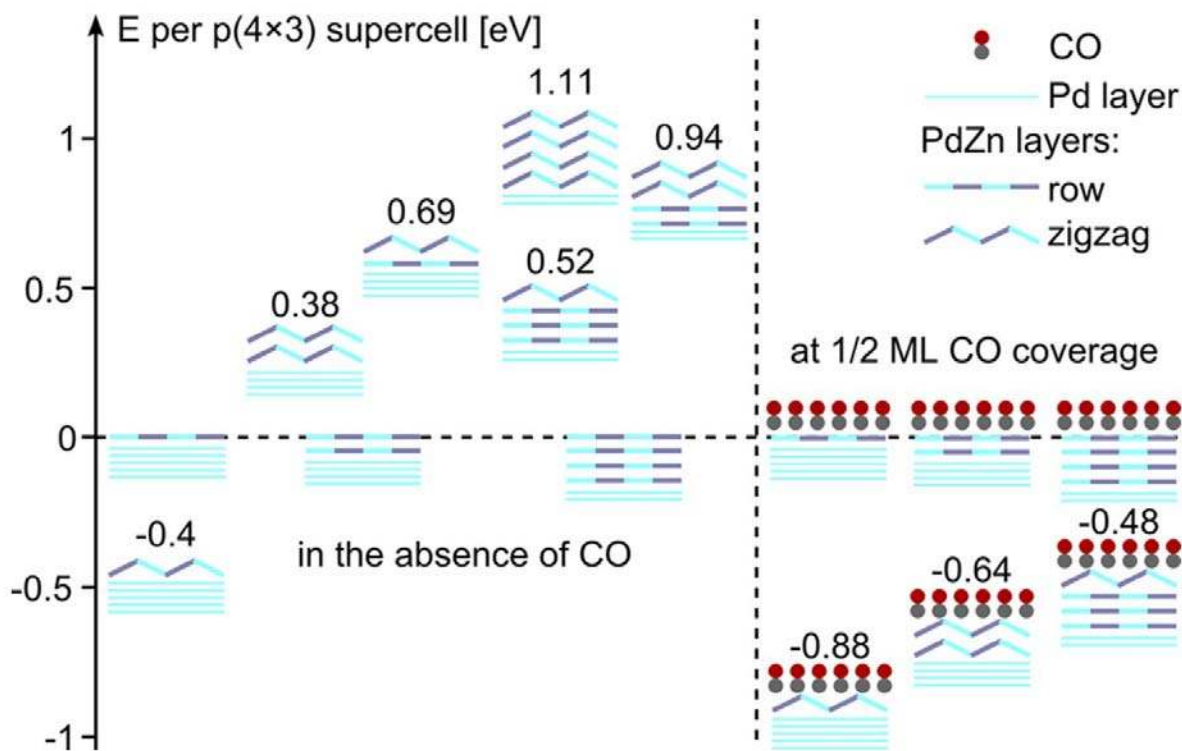 E per p(4×3) supercell [eV]
CO
Pd layer
PdZn layers:
row
zigzag
1.11
1
0.94
0.69
0.52
0.5
0.38
at 1/2 ML CO coverage
0
-0.4
in the absence of CO
-0.48
-0.5
-0.64
-0.88
-1